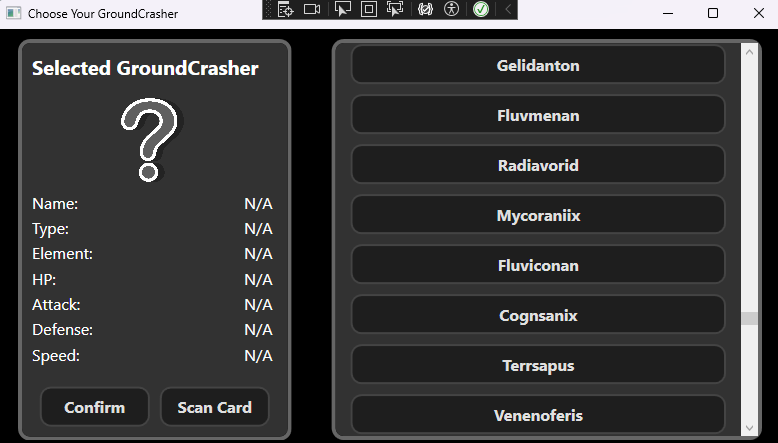 Choose Your GroundCrasher
Selected GroundCrasher
?
Name: N/A
Type: N/A
Element: N/A
HP: N/A
Attack: N/A
Defense: N/A
Speed: N/A
Confirm
Scan Card
Gelidanton
Fluvmenan
Radiavorid
Mycoraniix
Fluviconan
Cognsanix
Terrsapus
Venenoferis